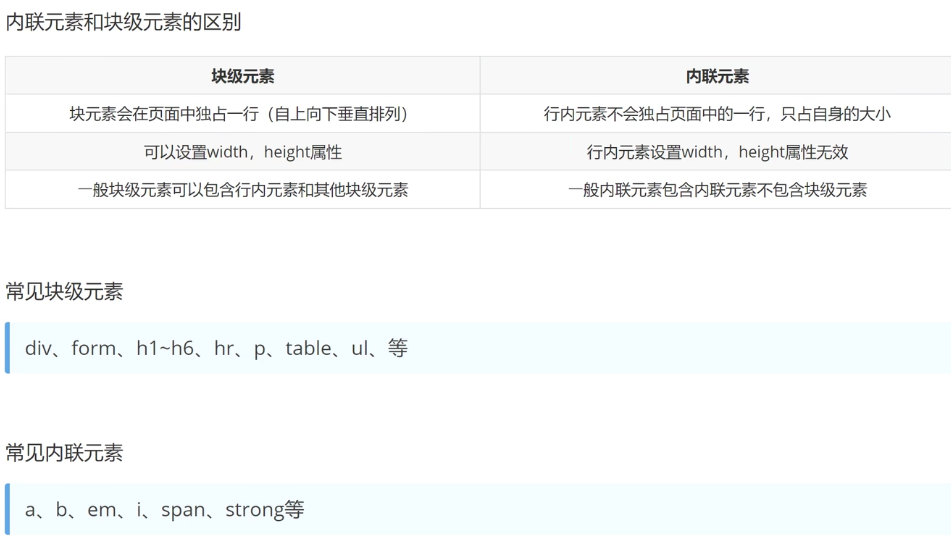 内联元素和块级元素的区别
块级元素 内联元素
块元素会在页面中独占一行（自上向下垂直排列） 行内元素不会独占页面中的一行，只占自身的大小
可以设置width，height属性 行内元素设置width，height属性无效
一般块级元素可以包含行内元素和其他块级元素 一般内联元素包含内联元素不包含块级元素
常见块级元素
div、form、h1~h6、hr、p、table、ul、等
常见内联元素
a、b、em、i、span、strong等